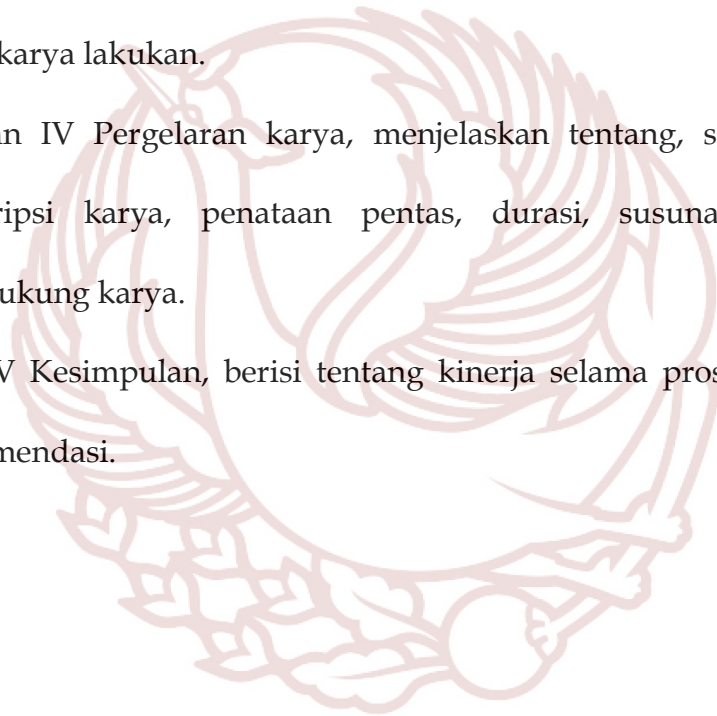 karya lakukan.
n IV Pergelaran karya, menjelaskan tentang, s
ripsi karya, penataan pentas, durasi, susuna
ukung karya.
V Kesimpulan, berisi tentang kinerja selama pros
mendasi.